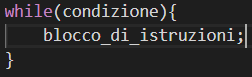 while(condizione){
    blocco_di_istruzioni;
}